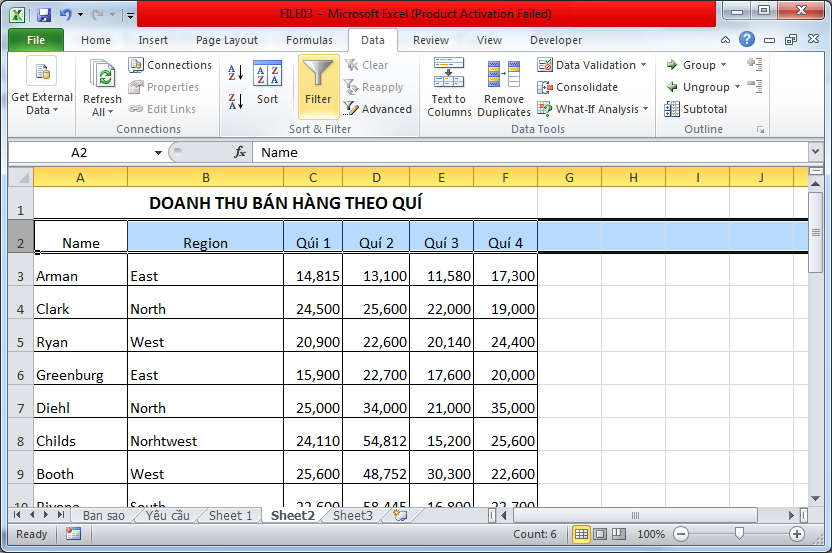 FILE03 - Microsoft Excel (Product Activation Failed)
File Home Insert Page Layout Formulas Data Review View Developer
Get External Data
Refresh All
Connections
Properties
Edit Links
Connections
Sort
Filter
Clear
Reapply
Advanced
Sort & Filter
Text to Columns
Remove Duplicates
Data Validation
Consolidate
What-If Analysis
Data Tools
Group
Ungroup
Subtotal
Outline
A2 fx Name
A B C D E F G H I J
1 DOANH THU BÁN HÀNG THEO QUÍ
2 Name Region Qúi 1 Quí 2 Quí 3 Quí 4
3 Arman East 14,815 13,100 11,580 17,300
4 Clark North 24,500 25,600 22,000 19,000
5 Ryan West 20,900 22,600 20,140 24,400
6 Greenburg East 15,900 22,700 17,600 20,000
7 Diehl North 25,000 34,000 21,000 35,000
8 Childs Norhtwest 24,110 54,812 15,200 25,600
9 Booth West 25,600 48,752 30,300 22,600
10 South 22,600 58,445 16,800 22,700
Ban sao Yêu cầu Sheet 1 Sheet2 Sheet3
Ready Count: 6 100%